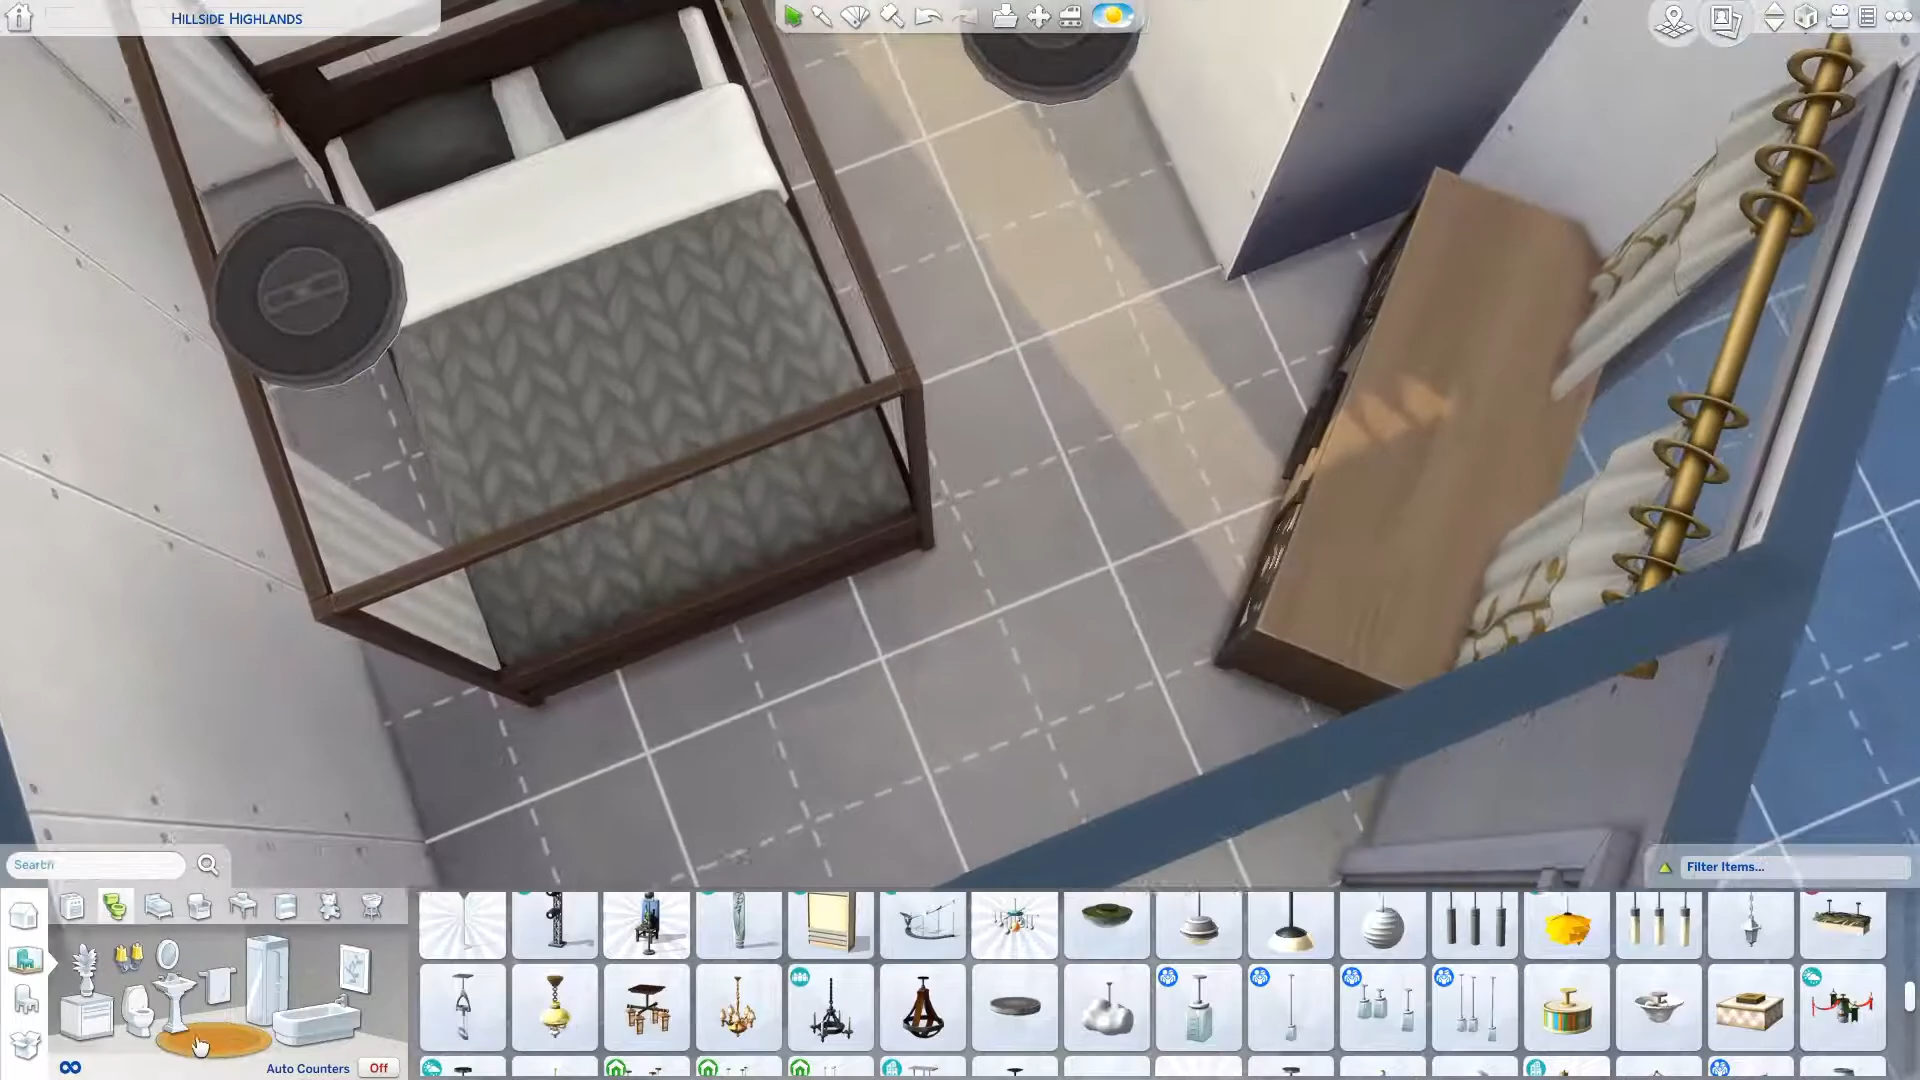 HILLSIDE HIGHLANDS
Search
Filter Items...
Auto Counters
Off